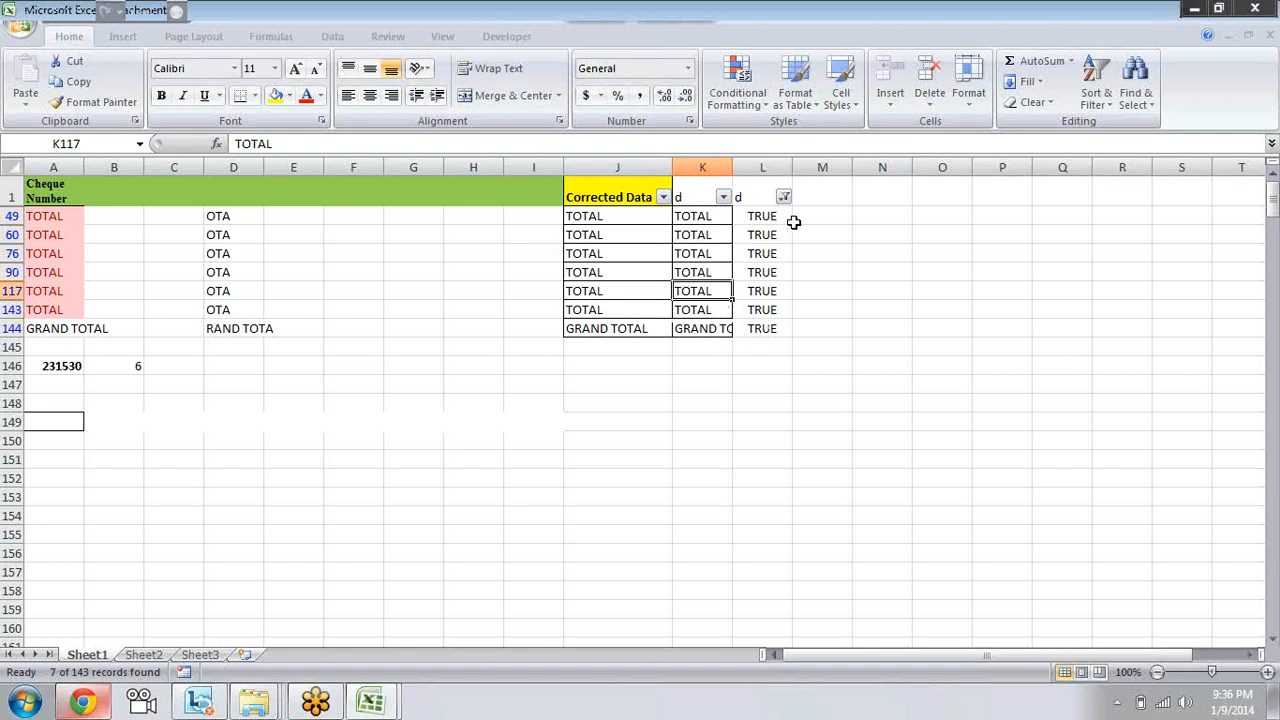 Microsoft Excel
tachment
Home Insert Page Layout Formulas Data Review View Developer
Paste
Cut
Copy
Format Painter
Clipboard
Calibri 11
B I U
Font
Wrap Text
Merge & Center
Alignment
General
$ % ,
Number
Conditional Formatting
Format as Table
Cell Styles
Styles
Insert Delete Format
Cells
Σ AutoSum
Fill
Clear
Sort & Filter
Find & Select
Editing
K117 fx TOTAL
A B C D E F G H I J K L M N O P Q R S T
1 Cheque Number Corrected Data d d
49 TOTAL OTA TOTAL TOTAL TRUE
60 TOTAL OTA TOTAL TOTAL TRUE
76 TOTAL OTA TOTAL TOTAL TRUE
90 TOTAL OTA TOTAL TOTAL TRUE
117 TOTAL OTA TOTAL TOTAL TRUE
143 TOTAL OTA TOTAL TOTAL TRUE
144 GRAND TOTAL RAND TOTA GRAND TOTAL GRAND TO TRUE
145
146 231530 6
147
148
149
150
151
152
153
154
155
156
157
158
159
160
161
Sheet1 Sheet2 Sheet3
Ready 7 of 143 records found 100%
9:36 PM
1/9/2014